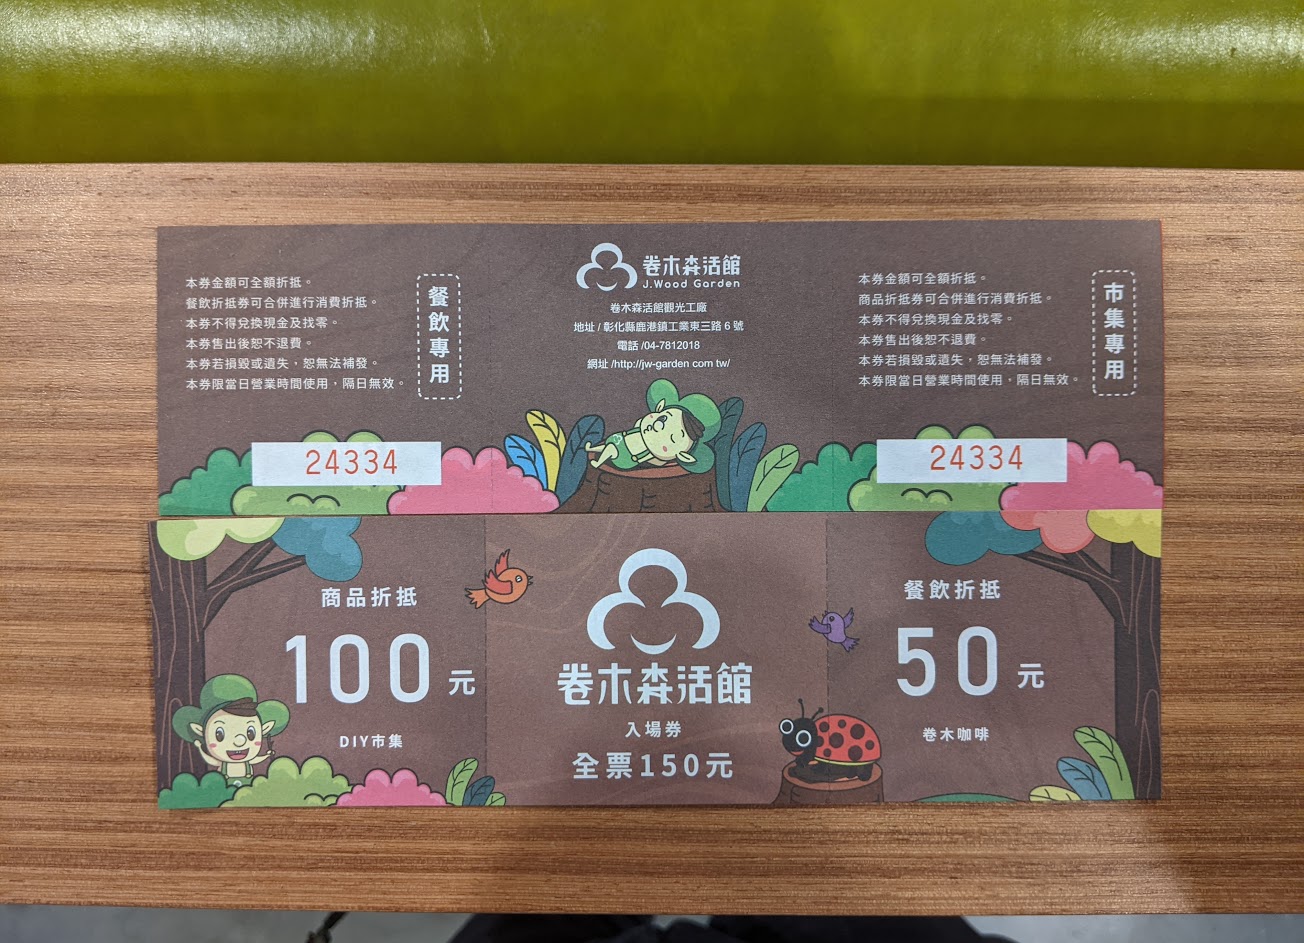 本券金額可全額折抵。
餐飲折抵券可合併進行消費折抵。
本券不得兌換現金及找零。
本券售出後恕不退費。
本券若損毀或遺失，恕無法補發。
本券限當日營業時間使用，隔日無效。
餐飲專用
24334
卷木森活館
J.Wood Garden
卷木森活館觀光工廠
地址 / 彰化縣鹿港鎮工業東三路 6 號
電話 /04-7812018
網址 /http://jw-garden com tw/
本券金額可全額折抵。
商品折抵券可合併進行消費折抵。
本券不得兌換現金及找零。
本券售出後恕不退費。
本券若損毀或遺失，恕無法補發。
本券限當日營業時間使用，隔日無效。
市集專用
24334
商品折抵
100元
DIY市集
卷木森活館
入場券
全票150元
餐飲折抵
50元
卷木咖啡